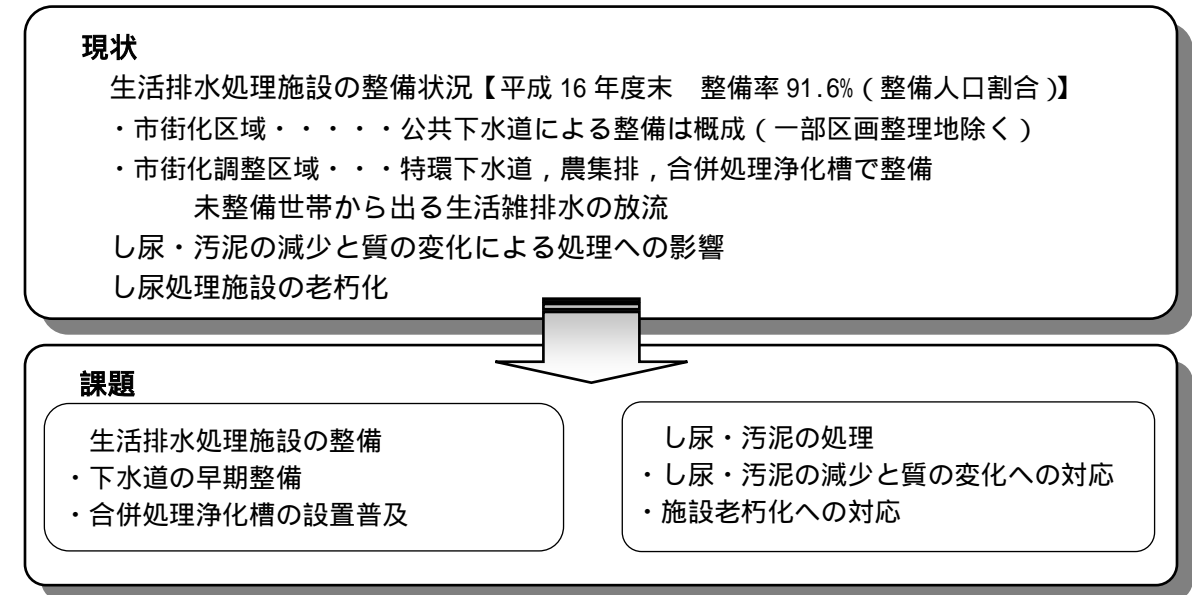 現状
生活排水処理施設の整備状況【平成 16 年度末　整備率 91.6%（整備人口割合）】
・市街化区域・・・・・公共下水道による整備は概成（一部区画整理地除く）
・市街化調整区域・・・特環下水道，農集排，合併処理浄化槽で整備
未整備世帯から出る生活雑排水の放流
し尿・汚泥の減少と質の変化による処理への影響
し尿処理施設の老朽化
課題
生活排水処理施設の整備
・下水道の早期整備
・合併処理浄化槽の設置普及
し尿・汚泥の処理
・し尿・汚泥の減少と質の変化への対応
・施設老朽化への対応